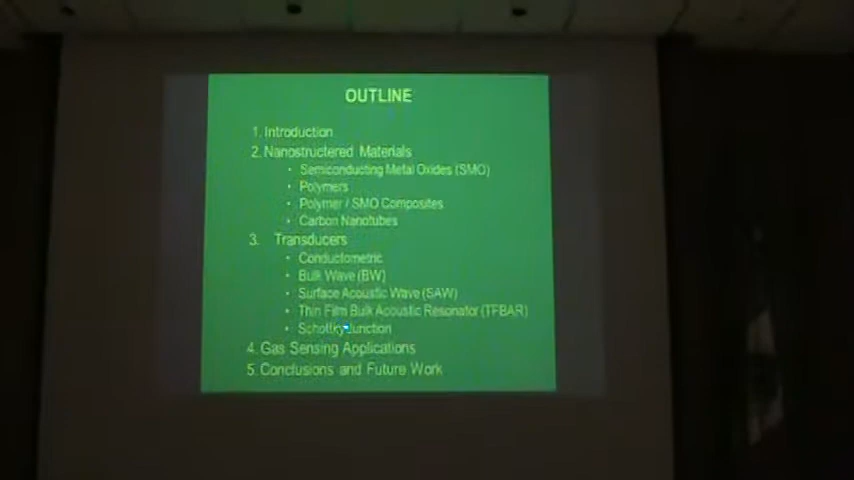 OUTLINE
1. Introduction
2. Nanostructered Materials
• Semiconducting Metal Oxides (SMO)
• Polymers
• Polymer / SMO Composites
• Carbon Nanotubes
3. Transducers
• Conductometric
• Bulk Wave (BW)
• Surface Acoustic Wave (SAW)
• Thin Film Bulk Acoustic Resonator (TFBAR)
• Schottky Junction
4. Gas Sensing Applications
5. Conclusions and Future Work